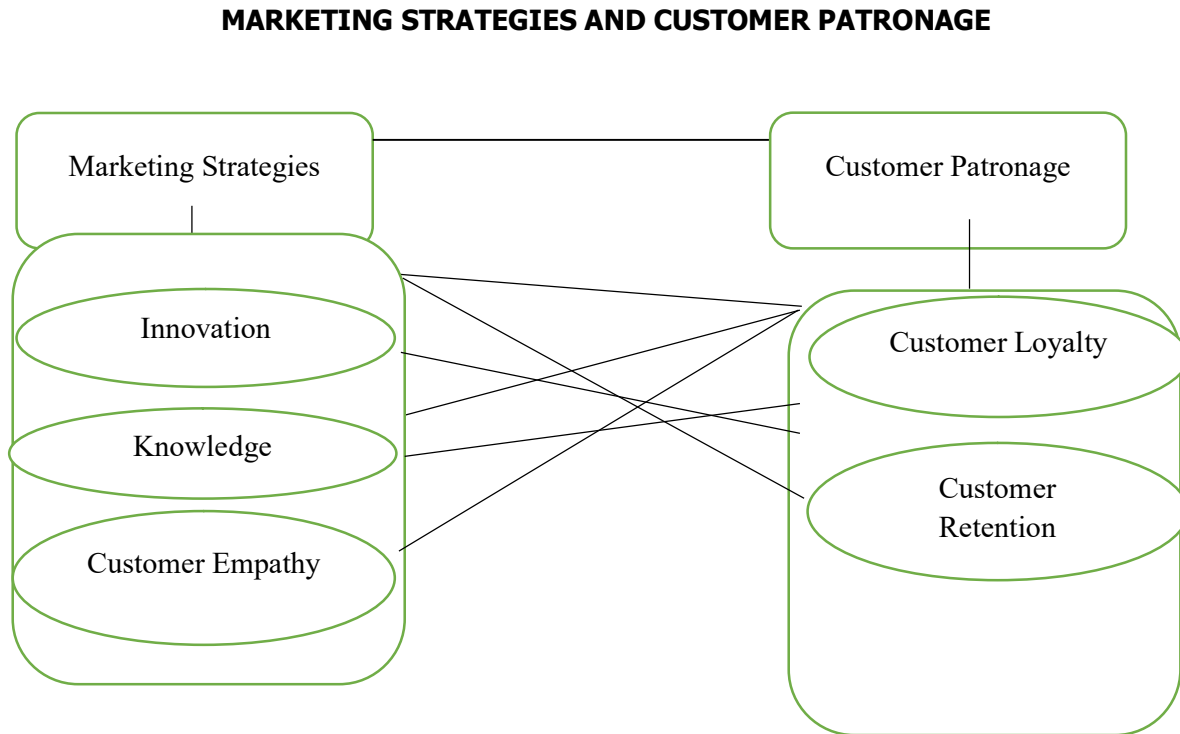 MARKETING STRATEGIES AND CUSTOMER PATRONAGE
Marketing Strategies
Customer Patronage
Innovation
Knowledge
Customer Empathy
Customer Loyalty
Customer
Retention